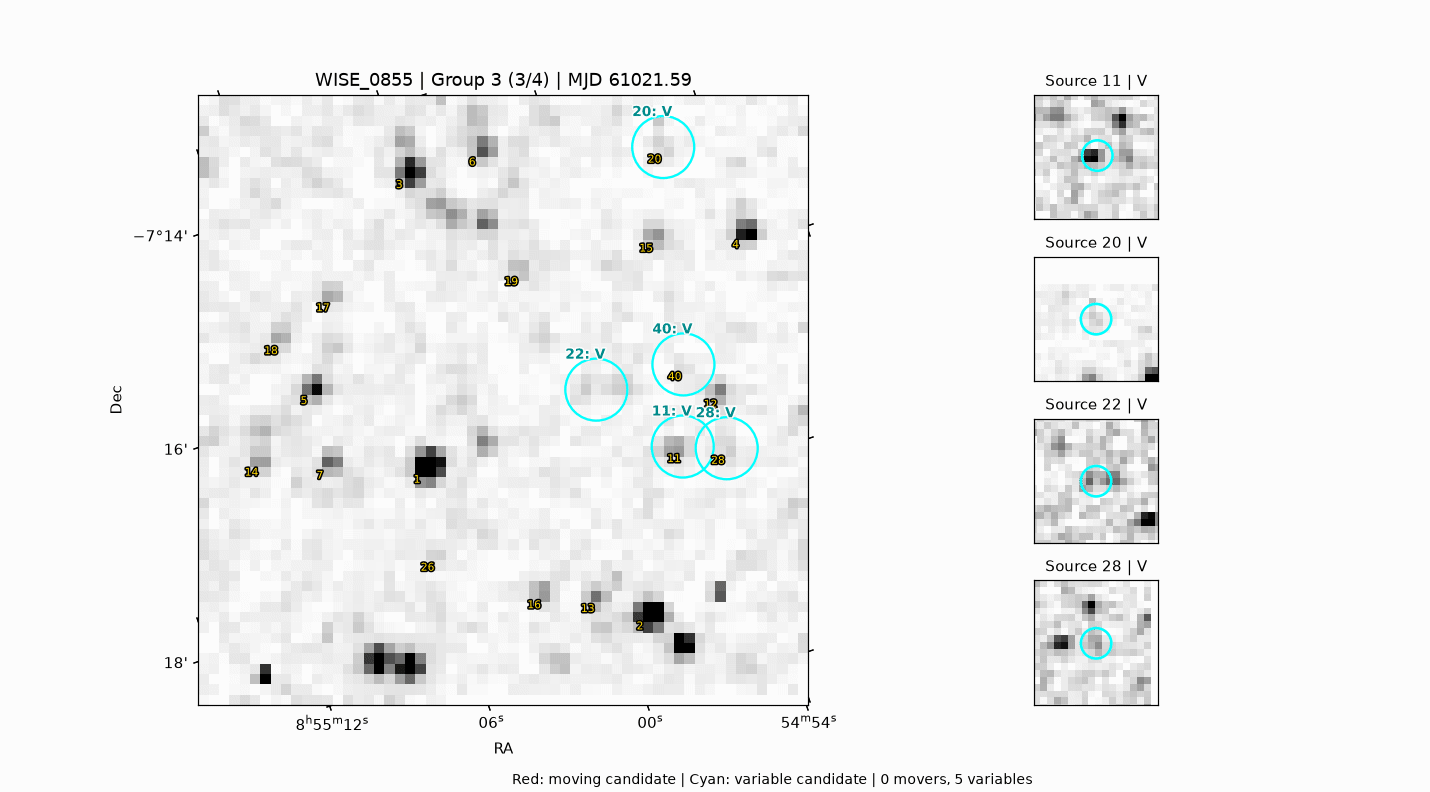 WISE_0855 | Group 3 (3/4) | MJD 61021.59
Source 11 | V
20: V
20
6
3
−7°14'
15
4
Source 20 | V
19
17
40: V
18
22: V
40
Source 22 | V
5
12
Dec
11: V
28: V
16'
14
7
1
11
28
Source 28 | V
26
16
13
2
18'
8ʰ55ᵐ12ˢ
06ˢ
00ˢ
54ᵐ54ˢ
RA
Red: moving candidate | Cyan: variable candidate | 0 movers, 5 variables